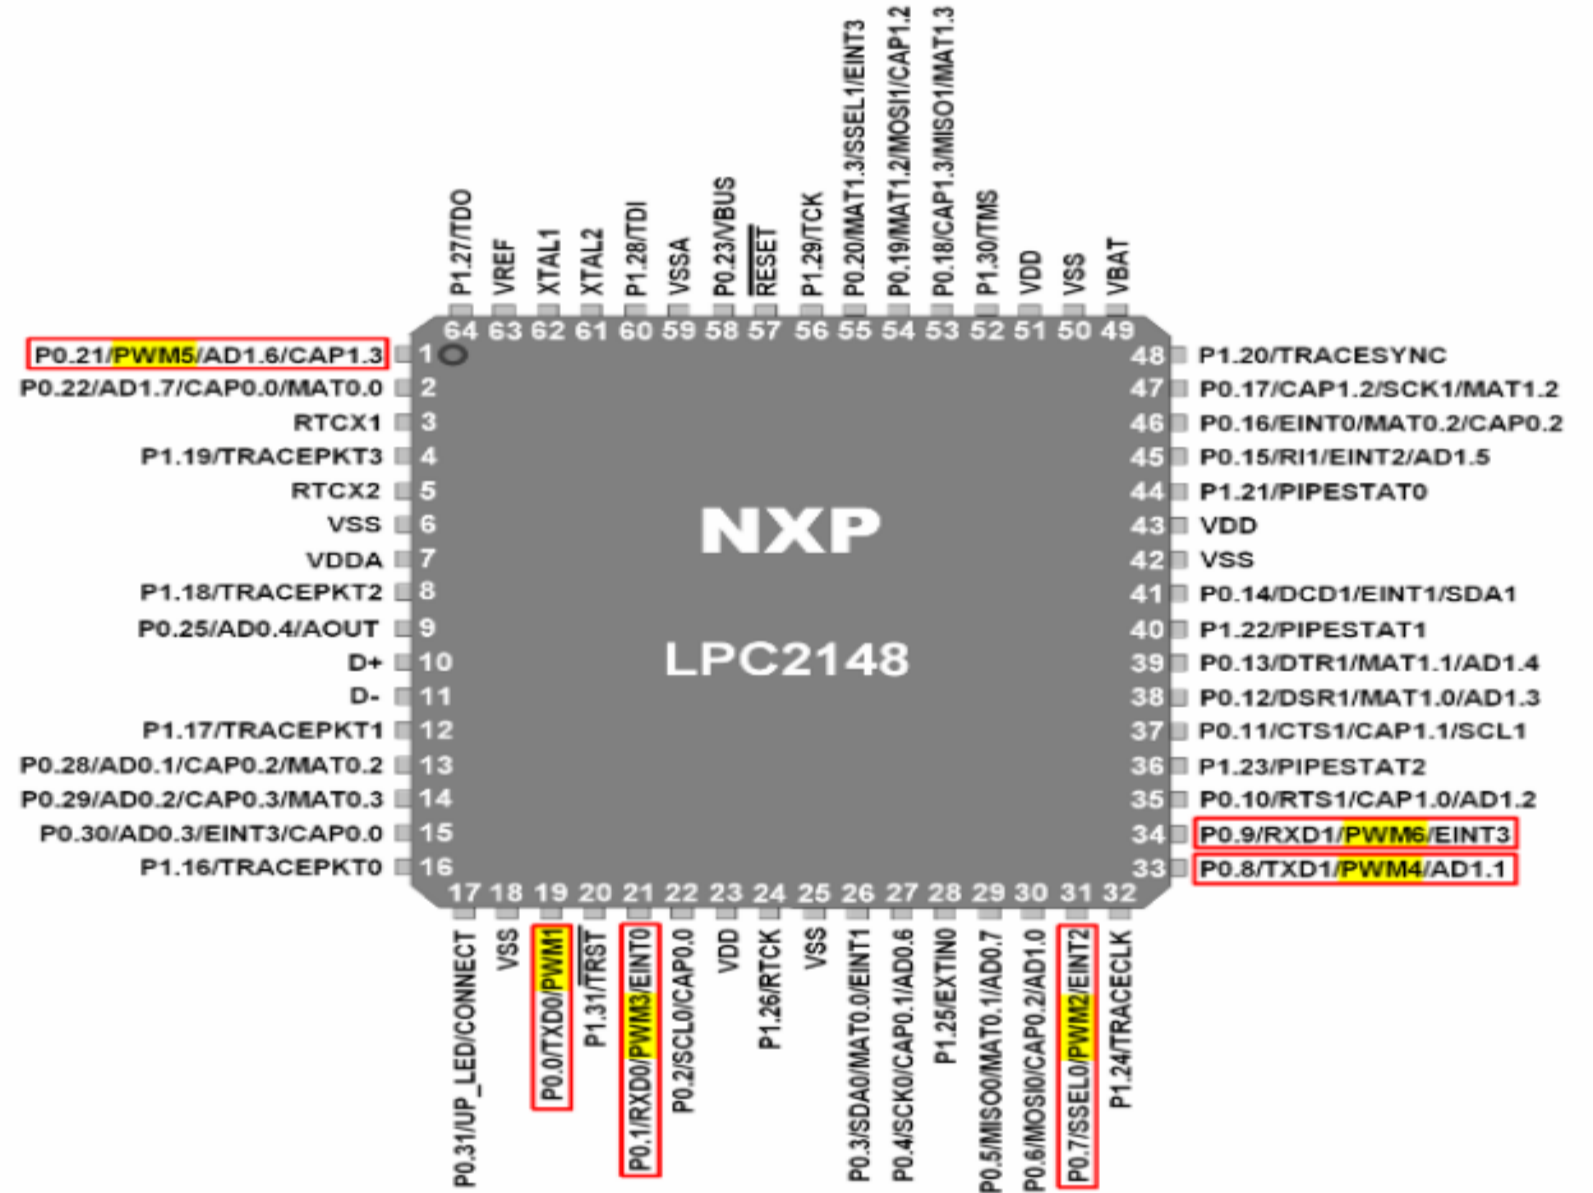 P1.27/TDO
VREF
XTAL1
XTAL2
P1.28/TDI
VSSA
P0.23/VBUS
RESET
P1.29/TCK
P0.20/MAT1.3/SSEL1/EINT3
P0.19/MAT1.2/MOSI1/CAP1.2
P0.18/CAP1.3/MISO1/MAT1.3
P1.30/TMS
VDD
VSS
VBAT
64 63 62 61 60 59 58 57 56 55 54 53 52 51 50 49
P0.21/PWM5/AD1.6/CAP1.3 1
P0.22/AD1.7/CAP0.0/MAT0.0 2
RTCX1 3
P1.19/TRACEPKT3 4
RTCX2 5
VSS 6
VDDA 7
P1.18/TRACEPKT2 8
P0.25/AD0.4/AOUT 9
D+ 10
D- 11
P1.17/TRACEPKT1 12
P0.28/AD0.1/CAP0.2/MAT0.2 13
P0.29/AD0.2/CAP0.3/MAT0.3 14
P0.30/AD0.3/EINT3/CAP0.0 15
P1.16/TRACEPKT0 16
NXP
LPC2148
48 P1.20/TRACESYNC
47 P0.17/CAP1.2/SCK1/MAT1.2
46 P0.16/EINT0/MAT0.2/CAP0.2
45 P0.15/RI1/EINT2/AD1.5
44 P1.21/PIPESTAT0
43 VDD
42 VSS
41 P0.14/DCD1/EINT1/SDA1
40 P1.22/PIPESTAT1
39 P0.13/DTR1/MAT1.1/AD1.4
38 P0.12/DSR1/MAT1.0/AD1.3
37 P0.11/CTS1/CAP1.1/SCL1
36 P1.23/PIPESTAT2
35 P0.10/RTS1/CAP1.0/AD1.2
34 P0.9/RXD1/PWM6/EINT3
33 P0.8/TXD1/PWM4/AD1.1
17 18 19 20 21 22 23 24 25 26 27 28 29 30 31 32
P0.31/UP_LED/CONNECT
VSS
P0.0/TXD0/PWM1
P1.31/TRST
P0.1/RXD0/PWM3/EINT0
P0.2/SCL0/CAP0.0
VDD
P1.26/RTCK
VSS
P0.3/SDA0/MAT0.0/EINT1
P0.4/SCK0/CAP0.1/AD0.6
P1.25/EXTIN0
P0.5/MISO0/MAT0.1/AD0.7
P0.6/MOSI0/CAP0.2/AD1.0
P0.7/SSEL0/PWM2/EINT2
P1.24/TRACECLK